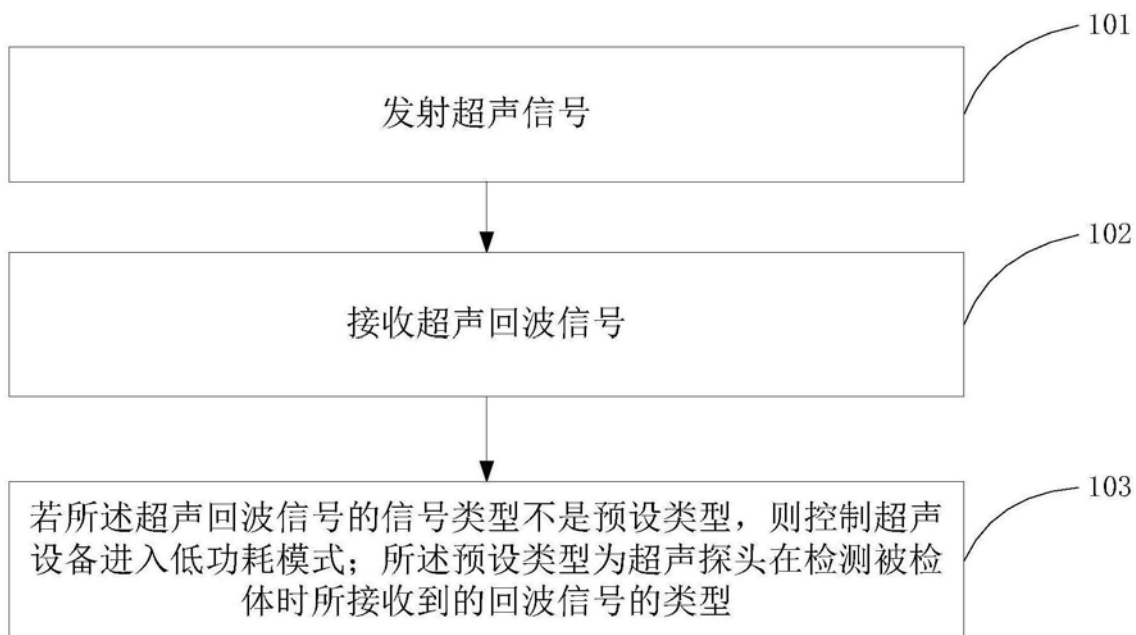 101
发射超声信号
102
接收超声回波信号
103
若所述超声回波信号的信号类型不是预设类型，则控制超声
设备进入低功耗模式；所述预设类型为超声探头在检测被检
体时所接收到的回波信号的类型